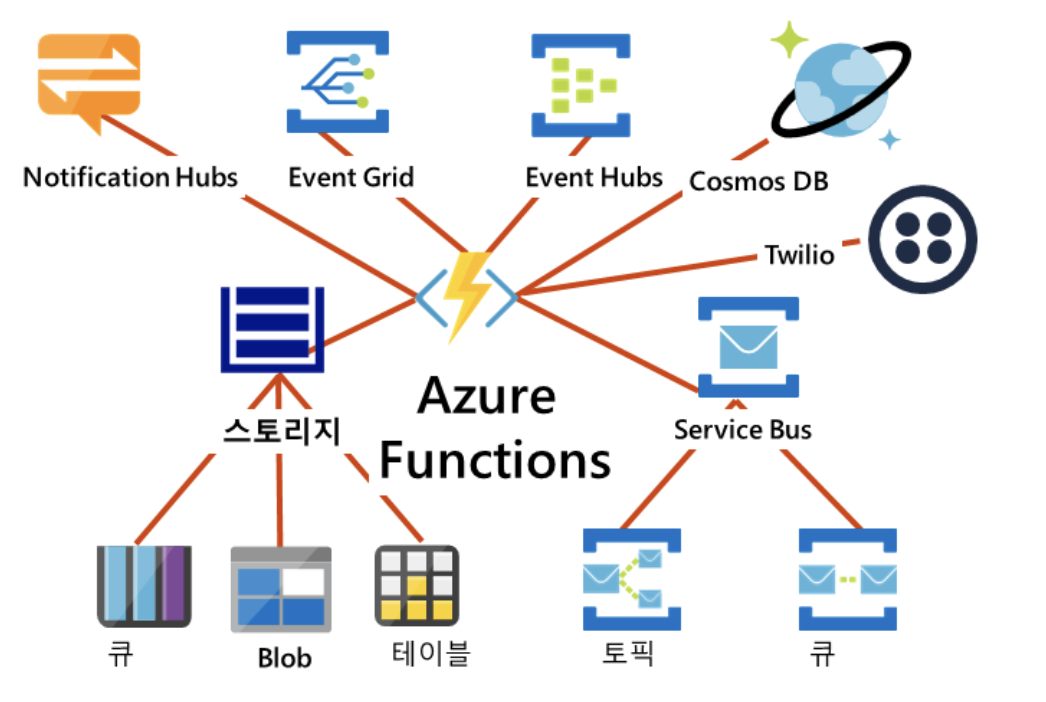 Notification Hubs
Event Grid
Event Hubs
Cosmos DB
Twilio
Azure
Functions
스토리지
Service Bus
큐
Blob
테이블
토픽
큐